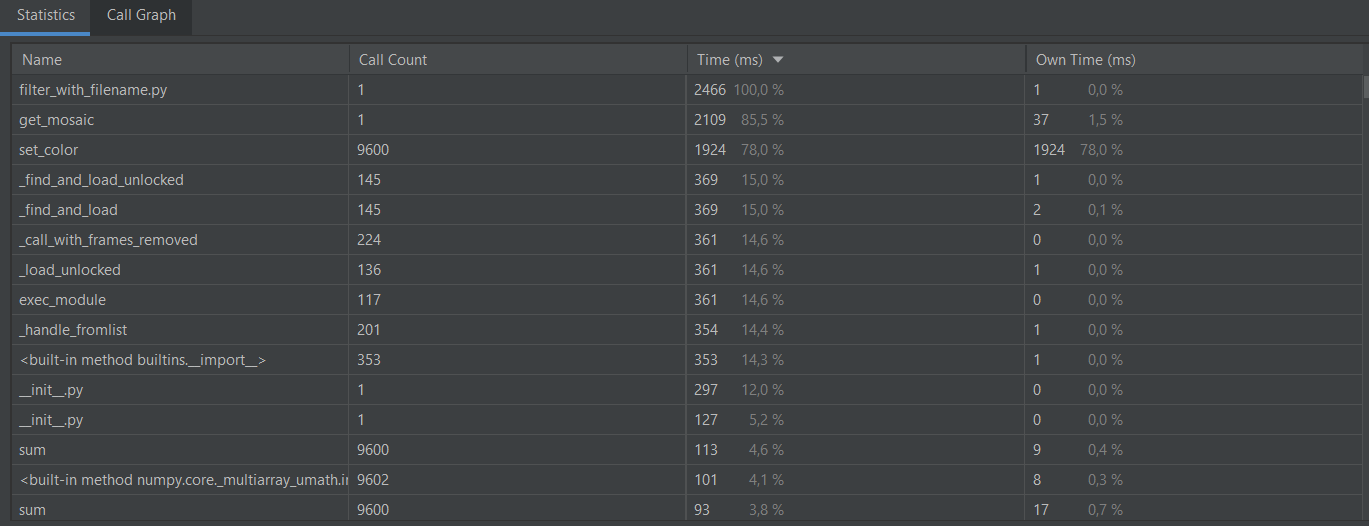 Statistics Call Graph
Name Call Count Time (ms) Own Time (ms)
filter_with_filename.py 1 2466 100,0 % 1 0,0 %
get_mosaic 1 2109 85,5 % 37 1,5 %
set_color 9600 1924 78,0 % 1924 78,0 %
_find_and_load_unlocked 145 369 15,0 % 1 0,0 %
_find_and_load 145 369 15,0 % 2 0,1 %
_call_with_frames_removed 224 361 14,6 % 0 0,0 %
_load_unlocked 136 361 14,6 % 1 0,0 %
exec_module 117 361 14,6 % 0 0,0 %
_handle_fromlist 201 354 14,4 % 1 0,0 %
<built-in method builtins.__import__> 353 353 14,3 % 1 0,0 %
__init__.py 1 297 12,0 % 0 0,0 %
__init__.py 1 127 5,2 % 0 0,0 %
sum 9600 113 4,6 % 9 0,4 %
<built-in method numpy.core._multiarray_umath.i 9602 101 4,1 % 8 0,3 %
sum 9600 93 3,8 % 17 0,7 %